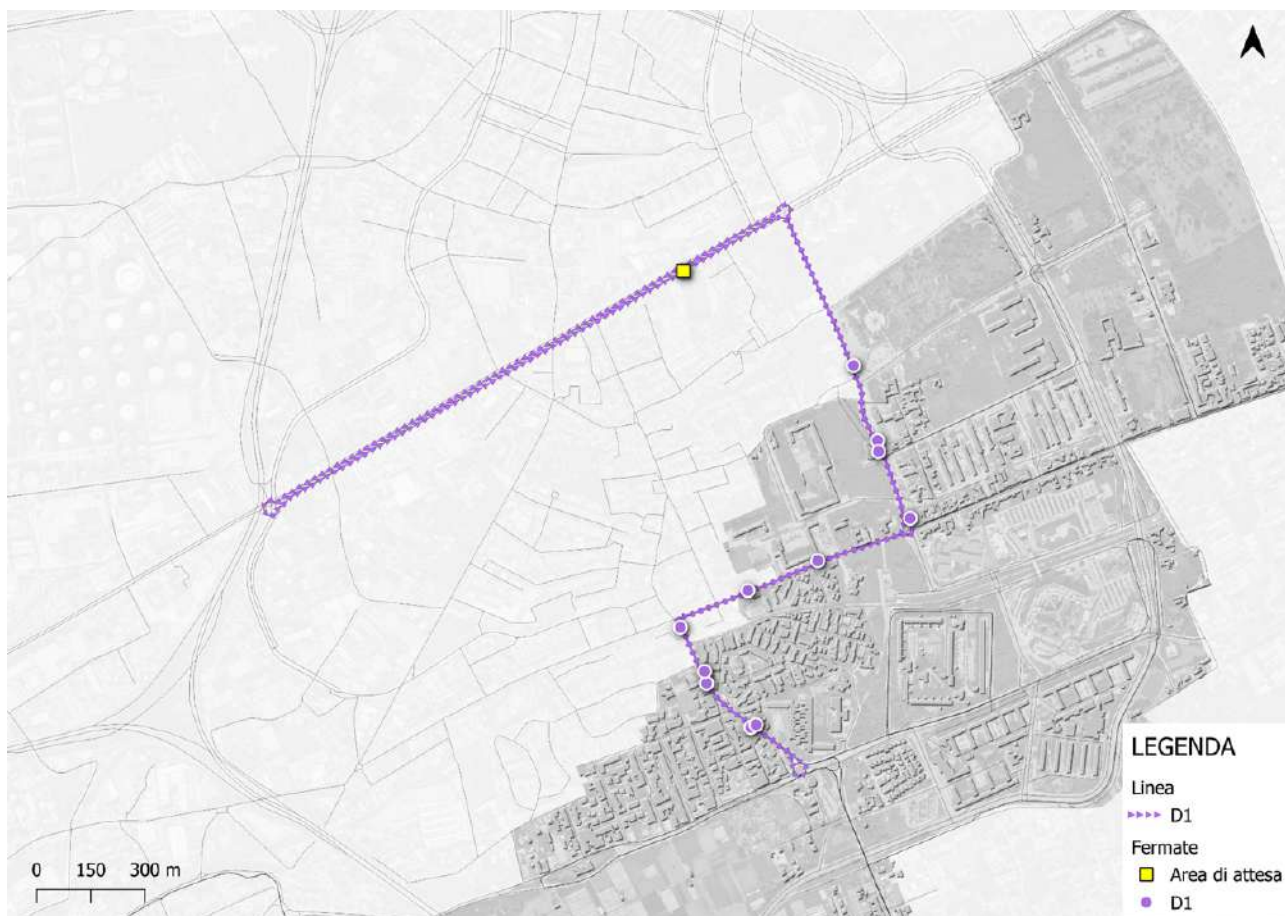 LEGENDA
Linea
D1
Fermate
Area di attesa
D1
0 150 300 m